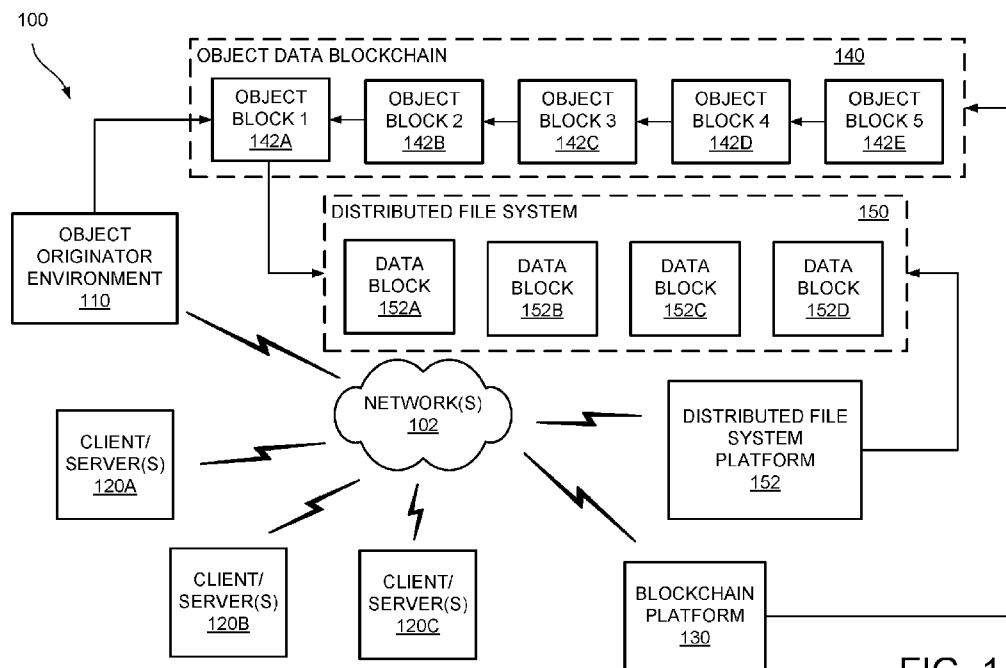 100
OBJECT DATA BLOCKCHAIN
140
OBJECT
BLOCK 1
142A
OBJECT
BLOCK 2
142B
OBJECT
BLOCK 3
142C
OBJECT
BLOCK 4
142D
OBJECT
BLOCK 5
142E
DISTRIBUTED FILE SYSTEM
150
OBJECT
ORIGINATOR
ENVIRONMENT
110
DATA
BLOCK
152A
DATA
BLOCK
152B
DATA
BLOCK
152C
DATA
BLOCK
152D
NETWORK(S)
102
DISTRIBUTED FILE
SYSTEM
PLATFORM
152
CLIENT/
SERVER(S)
120A
CLIENT/
SERVER(S)
120B
CLIENT/
SERVER(S)
120C
BLOCKCHAIN
PLATFORM
130
FIG. 1